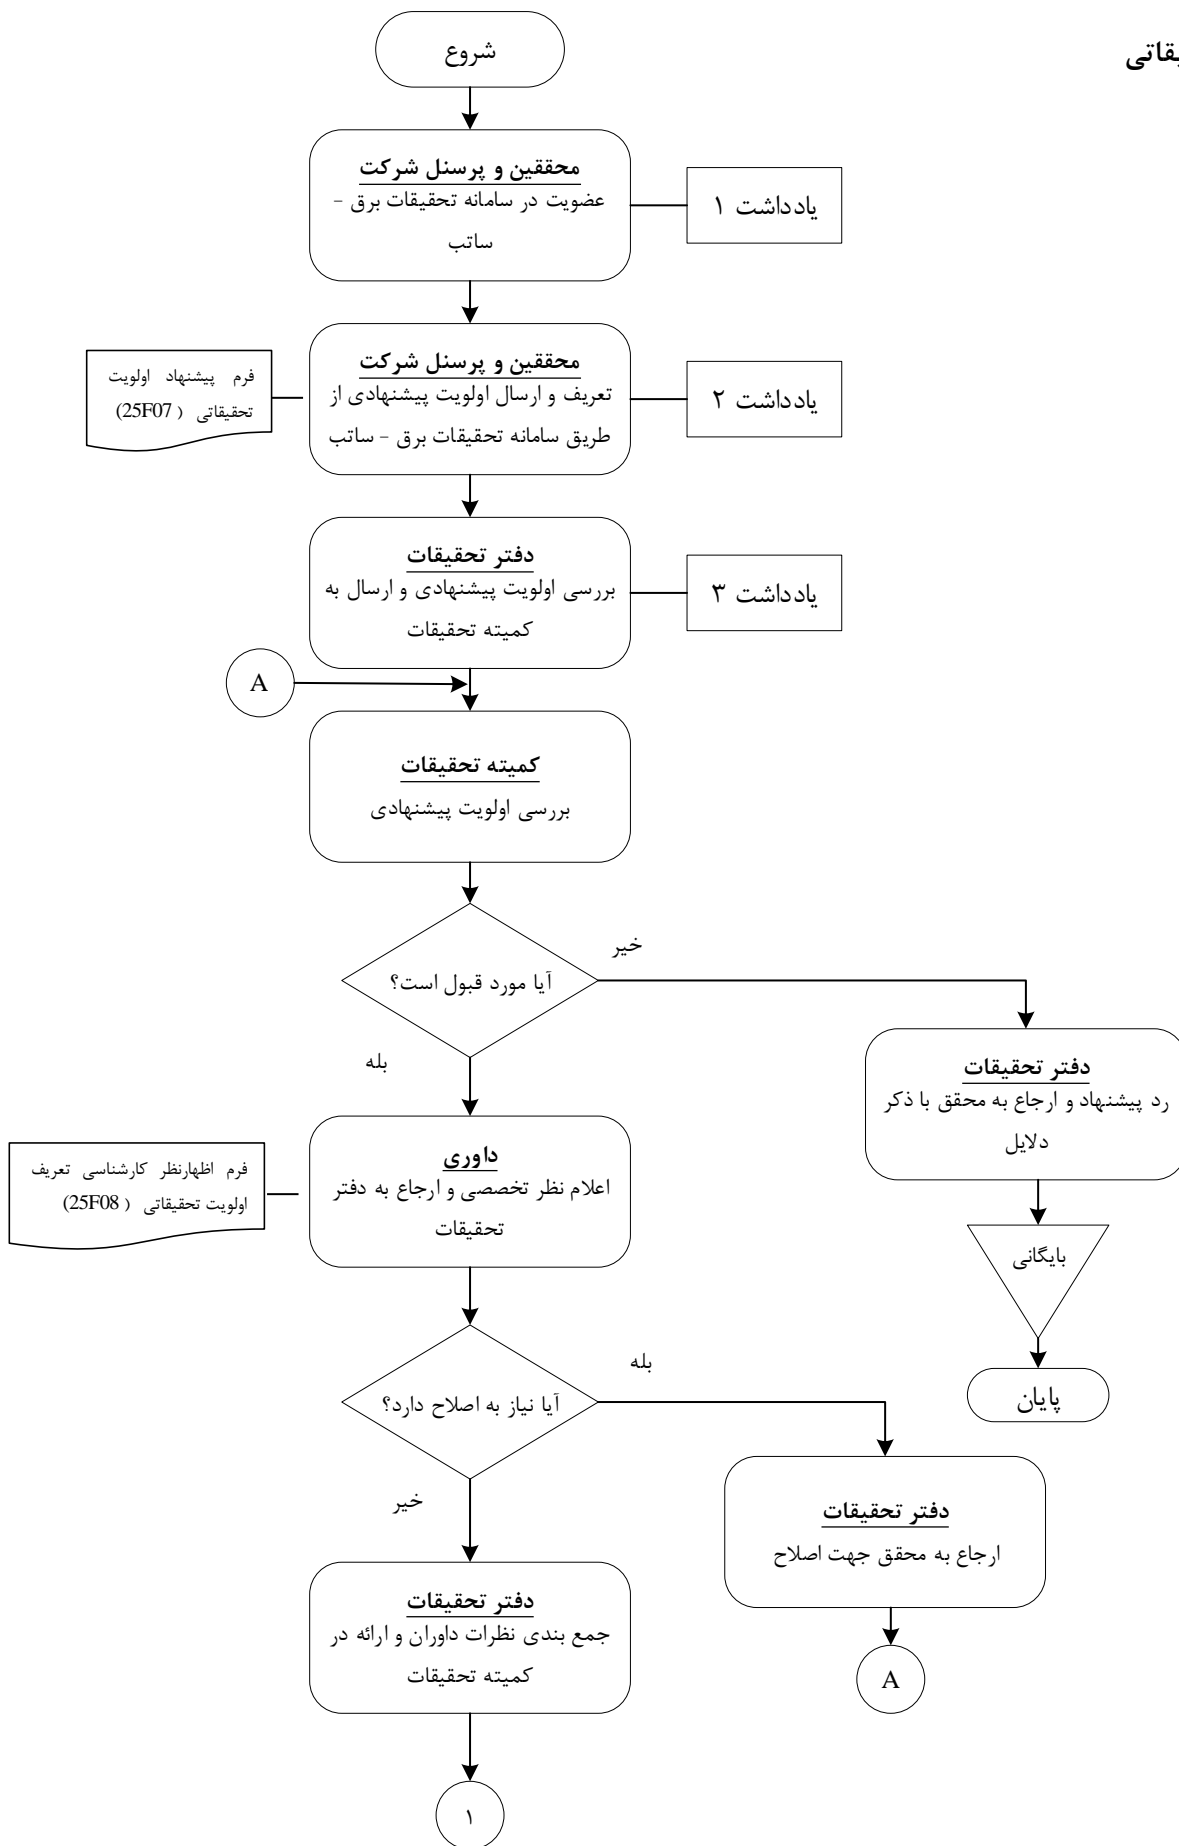 یقاتی
شروع
محققین و پرسنل شرکت
عضویت در سامانه تحقیقات برق –
ساتب
یادداشت ۱
محققین و پرسنل شرکت
تعریف و ارسال اولویت پیشنهادی از
طریق سامانه تحقیقات برق – ساتب
یادداشت ۲
فرم پیشنهاد اولویت
تحقیقاتی (25F07)
دفتر تحقیقات
بررسی اولویت پیشنهادی و ارسال به
کمیته تحقیقات
یادداشت ۳
A
کمیته تحقیقات
بررسی اولویت پیشنهادی
آیا مورد قبول است؟
خیر
بله
دفتر تحقیقات
رد پیشنهاد و ارجاع به محقق با ذکر
دلایل
بایگانی
پایان
داوری
اعلام نظر تخصصی و ارجاع به دفتر
تحقیقات
فرم اظهارنظر کارشناسی تعریف
اولویت تحقیقاتی (25F08)
آیا نیاز به اصلاح دارد؟
بله
خیر
دفتر تحقیقات
ارجاع به محقق جهت اصلاح
A
دفتر تحقیقات
جمع بندی نظرات داوران و ارائه در
کمیته تحقیقات
۱